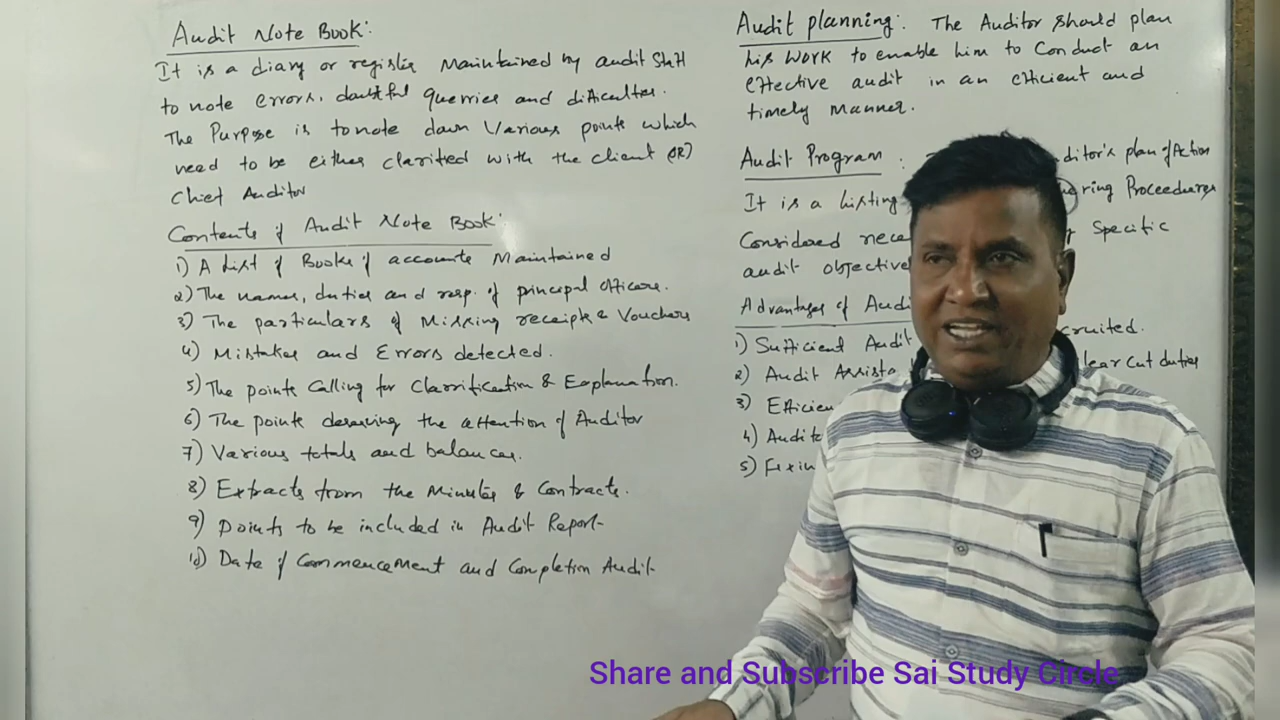 Audit Note Book:
It is a diary or register Maintained by audit Staff
to note errors, doubtful querries and difficulties.
The Purpose is to note down Various points which
need to be either clarified with the client (OR)
Chief Auditor
Contents of Audit Note Book:
1) A List of Books of accounts Maintained
2) The names, duties and resp. of principal officers.
3) The particulars of Missing receipts & Vouchers
4) Mistakes and Errors detected.
5) The points Calling for Clarrification & Explanation.
6) The points deserving the attention of Auditor
7) Various totals and balances.
8) Extracts from the Minutes & Contracts.
9) Points to be included in Audit Report
10) Date of Commencement and Completion Audit
Audit planning: The Auditor should plan
his work to enable him to Conduct an
effective audit in an efficient and
timely manner.
Audit Program : ditor's plan of Action
It is a Listing ering Proceedures
Considered nece Specific
audit objective
Advantages of Audi
1) Sufficient Audit cruited.
2) Audit Assista lear cut duties
3) Efficien
4) Audit
5) Fixin
Share and Subscribe Sai Study Circle